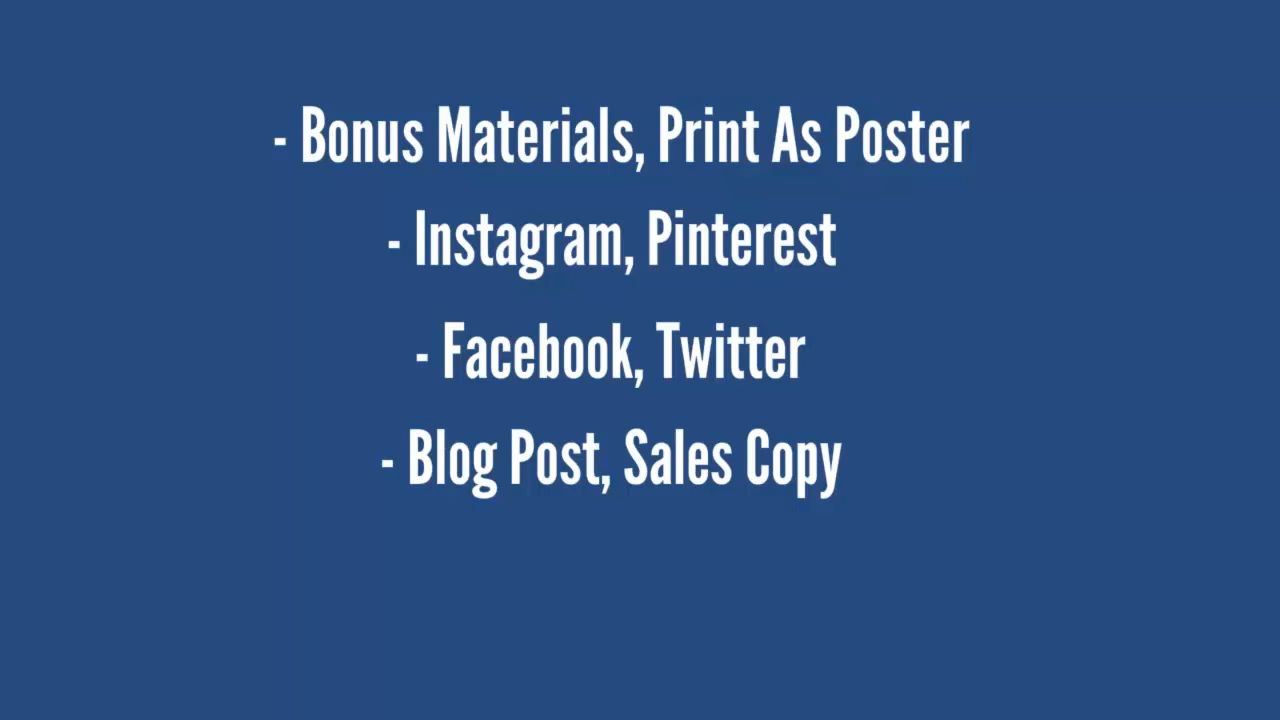 - Bonus Materials, Print As Poster
- Instagram, Pinterest
- Facebook, Twitter
- Blog Post, Sales Copy